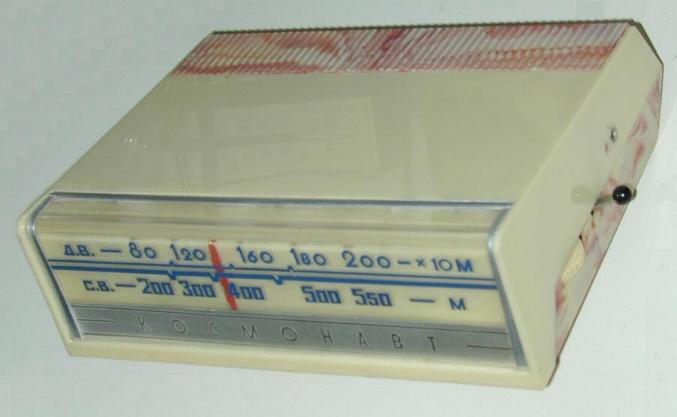 Д.В. — 80 120 160 180 200 — × 10 М
С.В. — 200 300 400 500 550 — М
КОСМОНАВТ